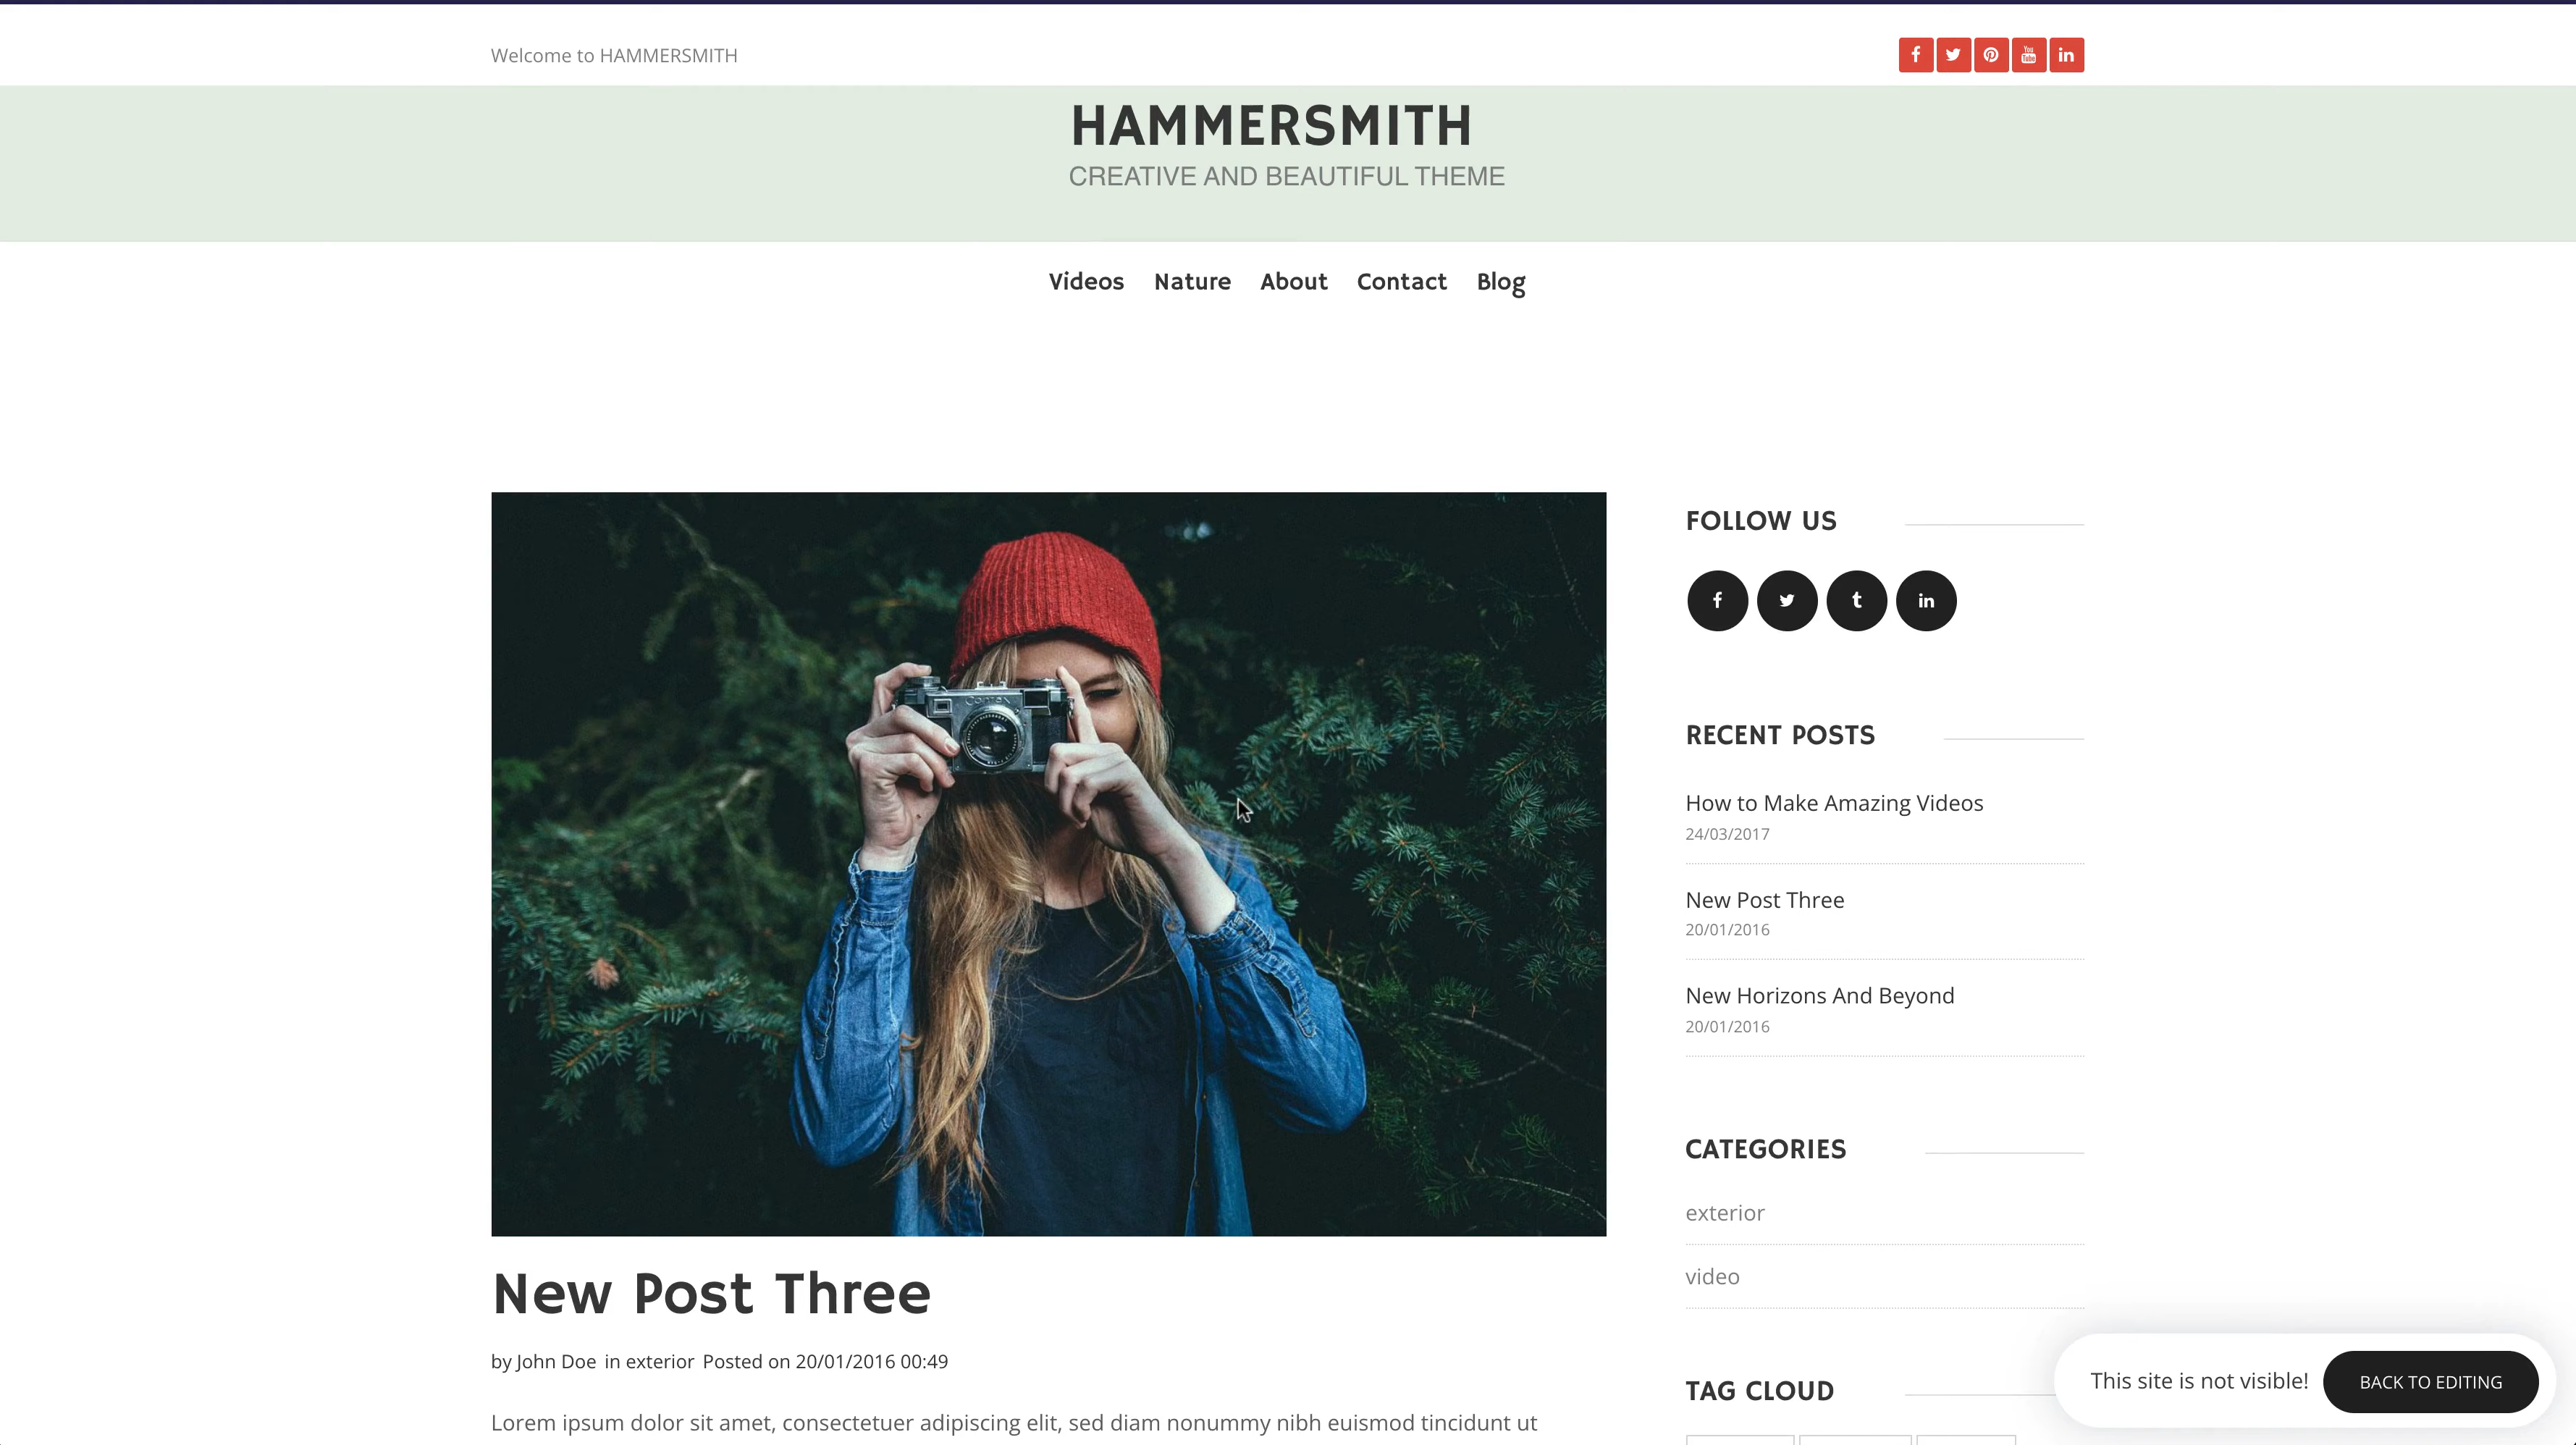 Welcome to HAMMERSMITH
HAMMERSMITH
CREATIVE AND BEAUTIFUL THEME
Videos Nature About Contact Blog
Contax
FOLLOW US
RECENT POSTS
How to Make Amazing Videos
24/03/2017
New Post Three
20/01/2016
New Horizons And Beyond
20/01/2016
CATEGORIES
exterior
video
TAG CLOUD
New Post Three
by John Doe in exterior Posted on 20/01/2016 00:49
Lorem ipsum dolor sit amet, consectetuer adipiscing elit, sed diam nonummy nibh euismod tincidunt ut
This site is not visible! BACK TO EDITING